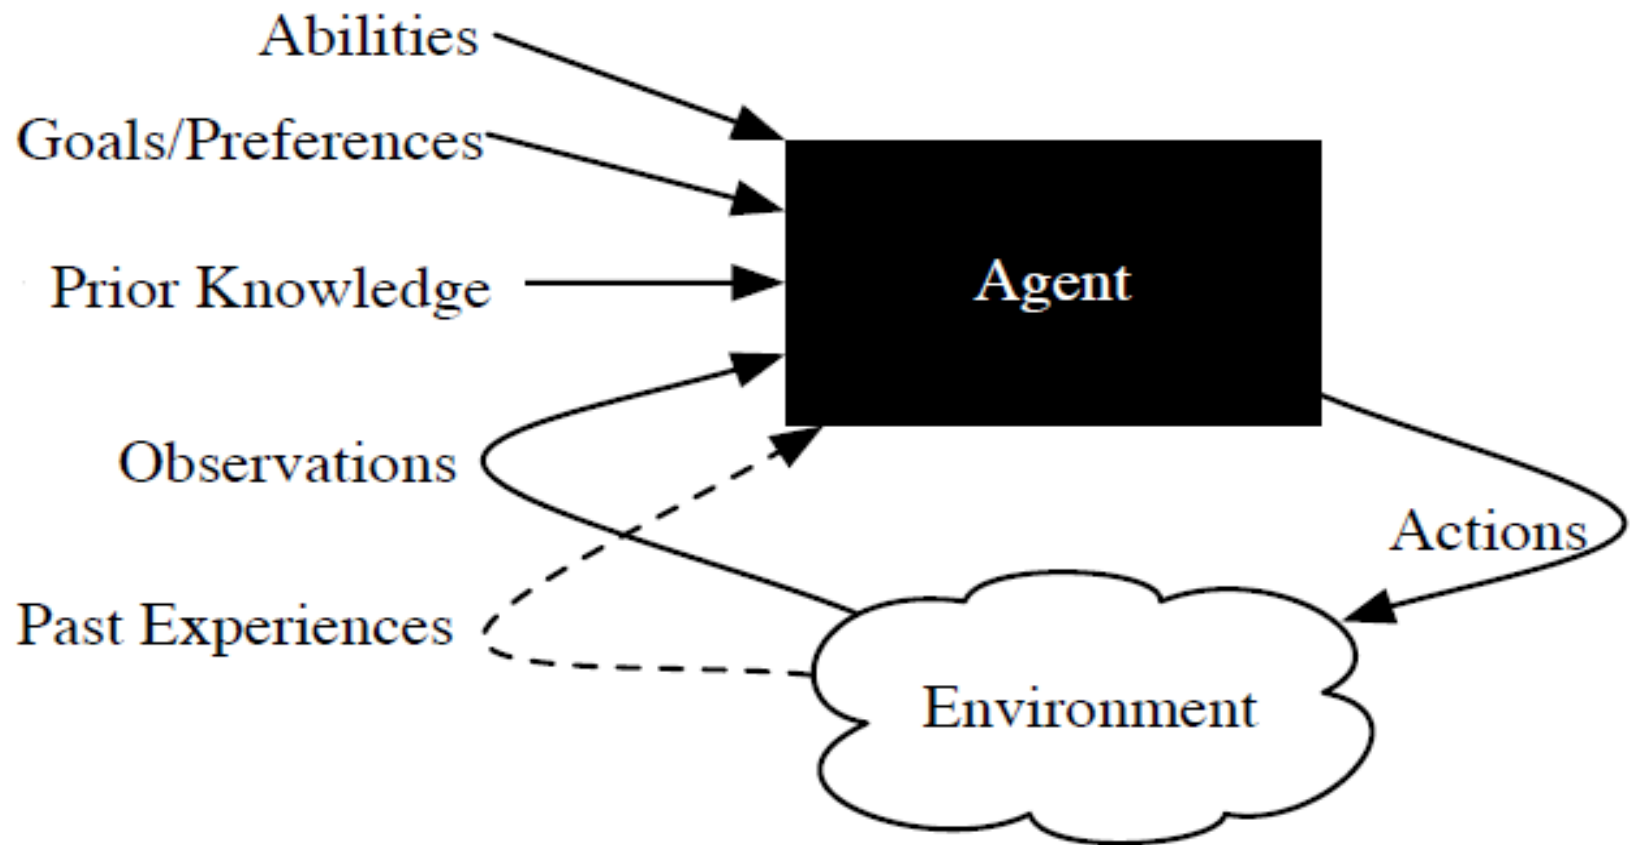 Abilities
Goals/Preferences
Prior Knowledge
Agent
Observations
Actions
Past Experiences
Environment